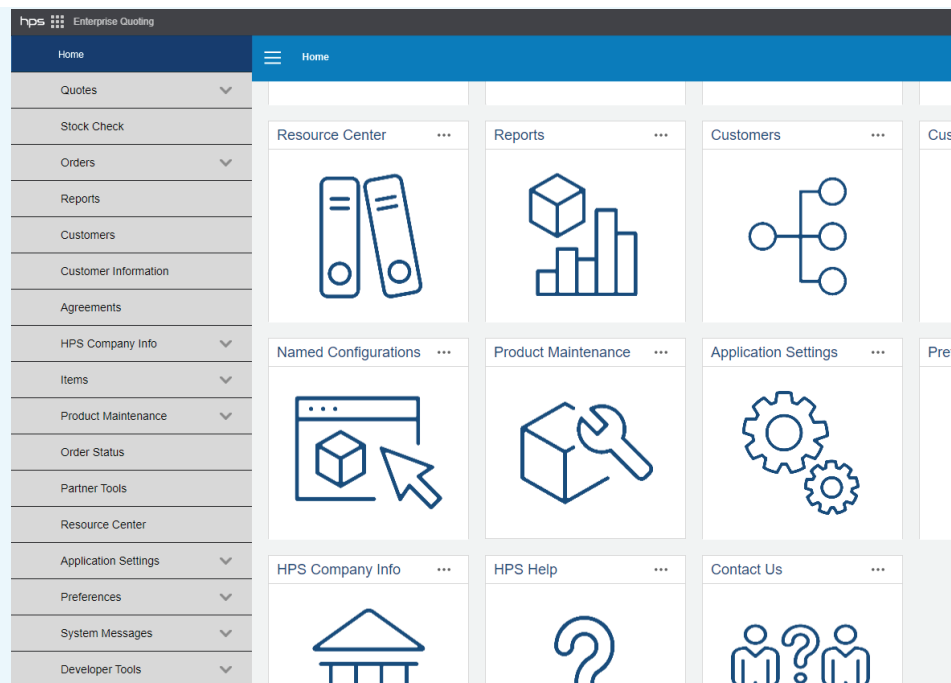 hps Enterprise Quoting
Home
Home
Quotes
Stock Check
Orders
Reports
Customers
Customer Information
Agreements
HPS Company Info
Items
Product Maintenance
Order Status
Partner Tools
Resource Center
Application Settings
Preferences
System Messages
Developer Tools
Resource Center
Reports
Customers
Cus
Named Configurations
Product Maintenance
Application Settings
Pre
HPS Company Info
HPS Help
Contact Us